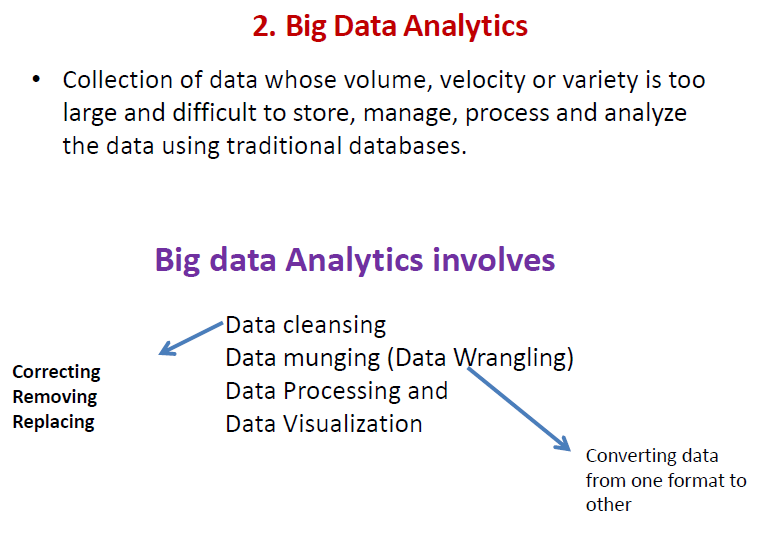 2. Big Data Analytics
• Collection of data whose volume, velocity or variety is too
large and difficult to store, manage, process and analyze
the data using traditional databases.
Big data Analytics involves
Data cleansing
Data munging (Data Wrangling)
Data Processing and
Data Visualization
Correcting
Removing
Replacing
Converting data
from one format to
other